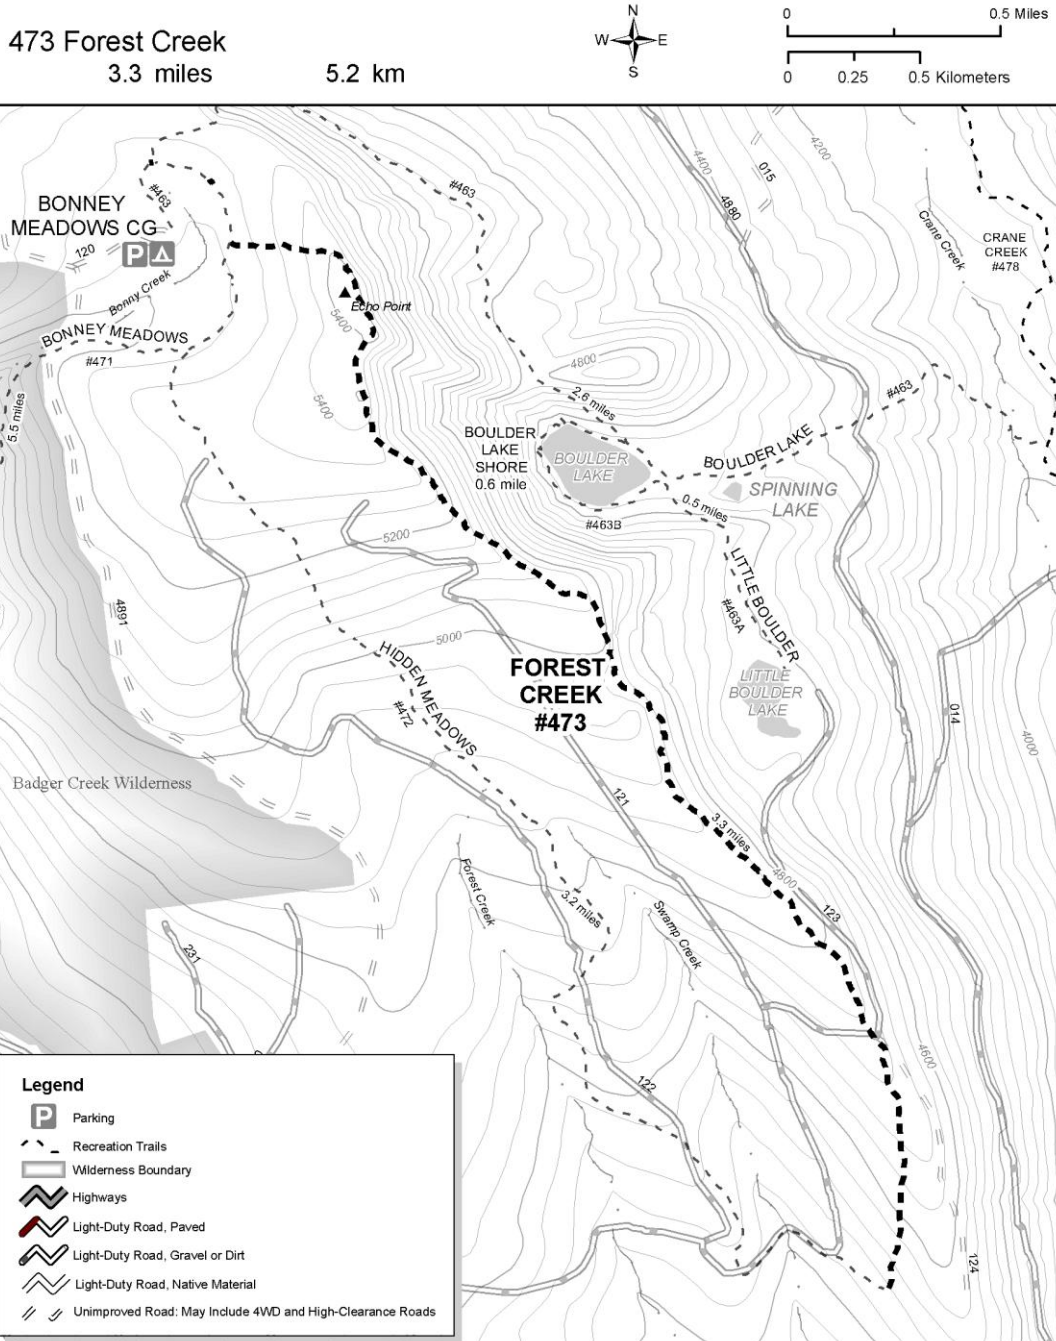 473 Forest Creek
3.3 miles 5.2 km
N
W E
S
0 0.5 Miles
0 0.25 0.5 Kilometers
4200
4400
015
4880
#463
#463
BONNEY
MEADOWS CG
P
120
Bonny Creek
Crane Creek
CRANE
CREEK
#478
Echo Point
5400
BONNEY MEADOWS
#471
5.5 miles
5400
4800
2.6 miles
#463
BOULDER
LAKE
SHORE
0.6 mile
BOULDER
LAKE
BOULDER LAKE
SPINNING
LAKE
0.5 miles
#463B
5200
LITTLE BOULDER
#463A
4891
5000
HIDDEN MEADOWS
#472
FOREST
CREEK
#473
LITTLE
BOULDER
LAKE
014
4000
Badger Creek Wilderness
121
3.3 miles
4800
Forest Creek
3.2 miles
Swamp Creek
123
231
4600
122
124
Legend
P Parking
Recreation Trails
Wilderness Boundary
Highways
Light-Duty Road, Paved
Light-Duty Road, Gravel or Dirt
Light-Duty Road, Native Material
Unimproved Road: May Include 4WD and High-Clearance Roads